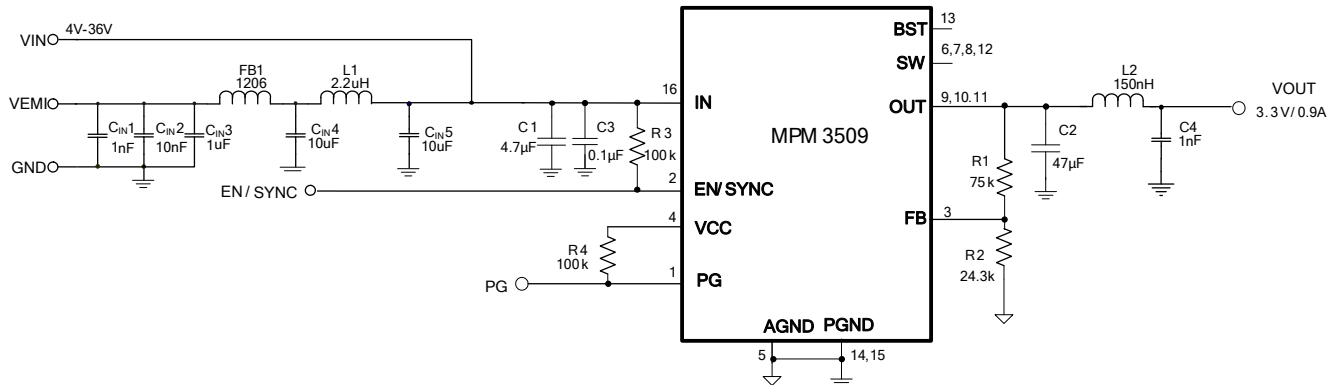 VIN
4V-36V
VEMI
GND
FB1
1206
L1
2.2uH
CIN1
1nF
CIN2
10nF
CIN3
1uF
CIN4
10uF
CIN5
10uF
C1
4.7µF
C3
0.1µF
R3
100k
EN / SYNC
R4
100k
PG
16
IN
2
EN/SYNC
4
VCC
1
PG
MPM 3509
BST
13
SW
6,7,8,12
OUT
9,10.11
FB
3
AGND
PGND
5
14,15
R1
75k
R2
24.3k
C2
47µF
L2
150nH
C4
1nF
VOUT
3.3V/0.9A